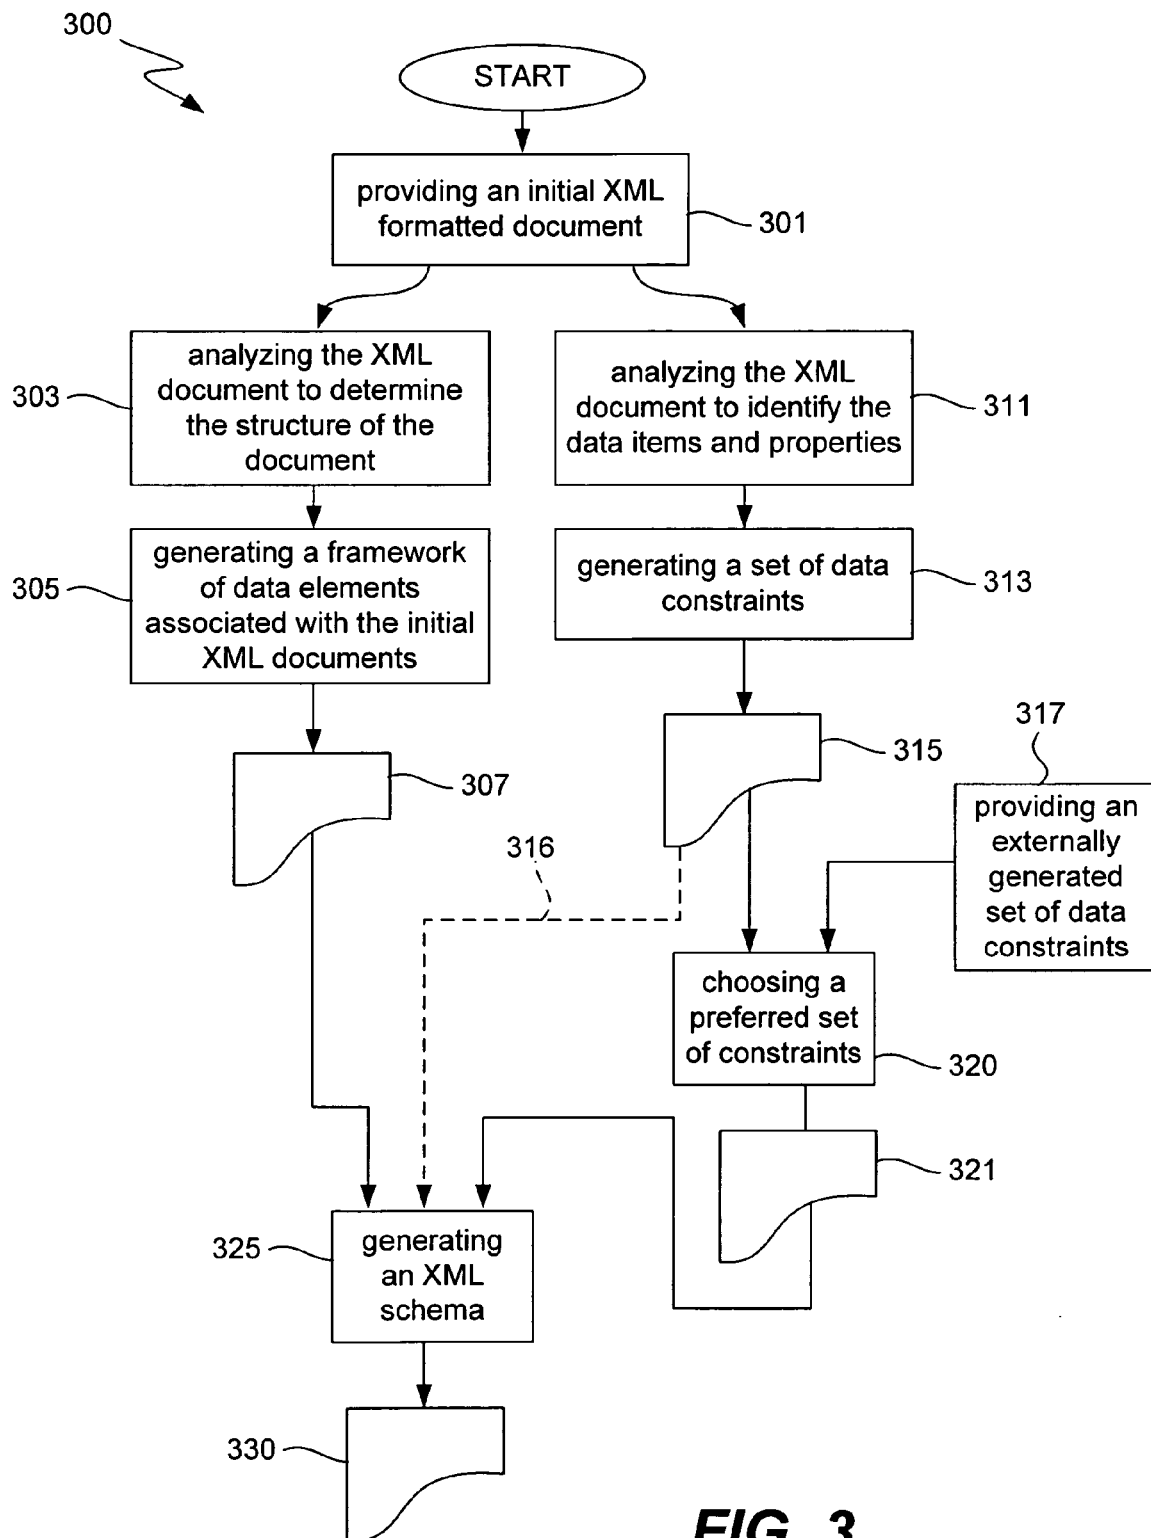 300
START
providing an initial XML
formatted document
301
analyzing the XML
document to determine
the structure of the
document
303
analyzing the XML
document to identify the
data items and properties
311
generating a framework
of data elements
associated with the initial
XML documents
305
generating a set of data
constraints
313
307
315
317
providing an
externally
generated
set of data
constraints
316
choosing a
preferred set
of constraints
320
321
325
generating
an XML
schema
330
FIG. 3